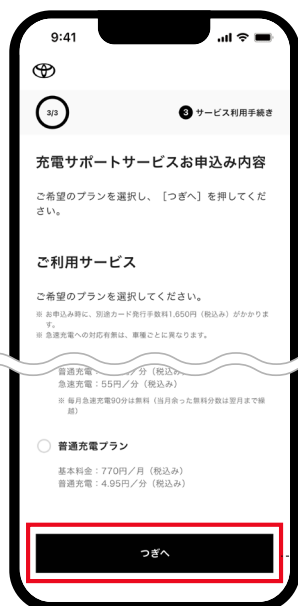 9:41
3/3
3 サービス利用手続き
充電サポートサービスお申込み内容
ご希望のプランを選択し、［つぎへ］を押してくだ
さい。
ご利用サービス
ご希望のプランを選択してください。
※ お申込み時に、別途カード発行手数料1,650円（税込み）がかかりま
す。
※ 急速充電への対応有無は、車種ごとに異なります。
普通充電：
急速充電：55円／分（税込み）
※ 毎月急速充電90分は無料（当月余った無料分数は翌月まで繰
越）
普通充電プラン
基本料金：770円／月（税込み）
普通充電：4.95円／分（税込み）
つぎへ